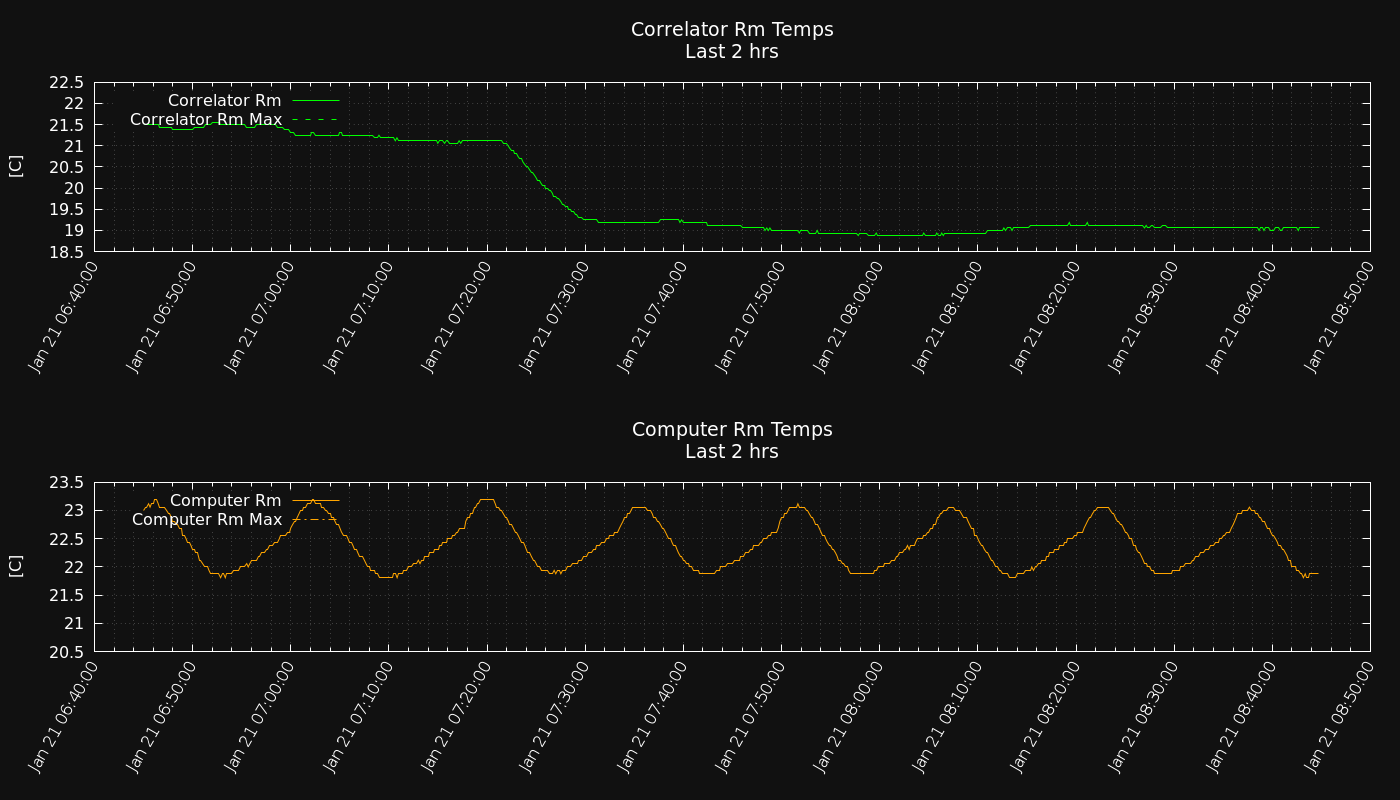 Correlator Rm Temps
Last 2 hrs
[C]
22.5
22
21.5
21
20.5
20
19.5
19
18.5
Correlator Rm
Correlator Rm Max
Jan 21 06:40:00
Jan 21 06:50:00
Jan 21 07:00:00
Jan 21 07:10:00
Jan 21 07:20:00
Jan 21 07:30:00
Jan 21 07:40:00
Jan 21 07:50:00
Jan 21 08:00:00
Jan 21 08:10:00
Jan 21 08:20:00
Jan 21 08:30:00
Jan 21 08:40:00
Jan 21 08:50:00
Computer Rm Temps
Last 2 hrs
[C]
23.5
23
22.5
22
21.5
21
20.5
Computer Rm
Computer Rm Max
Jan 21 06:40:00
Jan 21 06:50:00
Jan 21 07:00:00
Jan 21 07:10:00
Jan 21 07:20:00
Jan 21 07:30:00
Jan 21 07:40:00
Jan 21 07:50:00
Jan 21 08:00:00
Jan 21 08:10:00
Jan 21 08:20:00
Jan 21 08:30:00
Jan 21 08:40:00
Jan 21 08:50:00